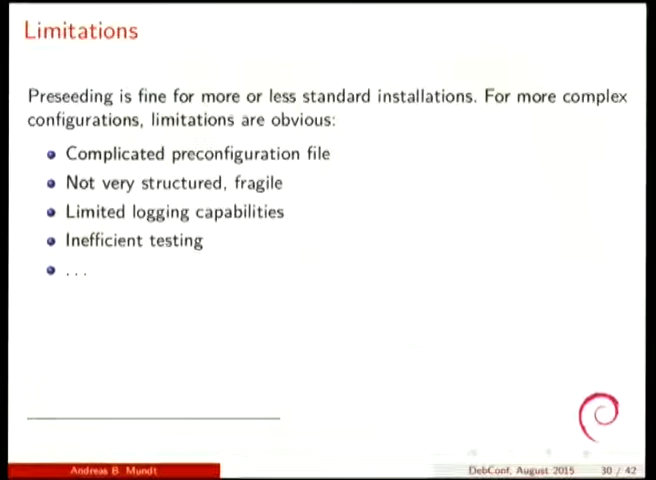 Limitations
Preseeding is fine for more or less standard installations. For more complex
configurations, limitations are obvious:
Complicated preconfiguration file
Not very structured, fragile
Limited logging capabilities
Inefficient testing
. . .
Andreas B. Mundt
DebConf, August 2015
30 / 42